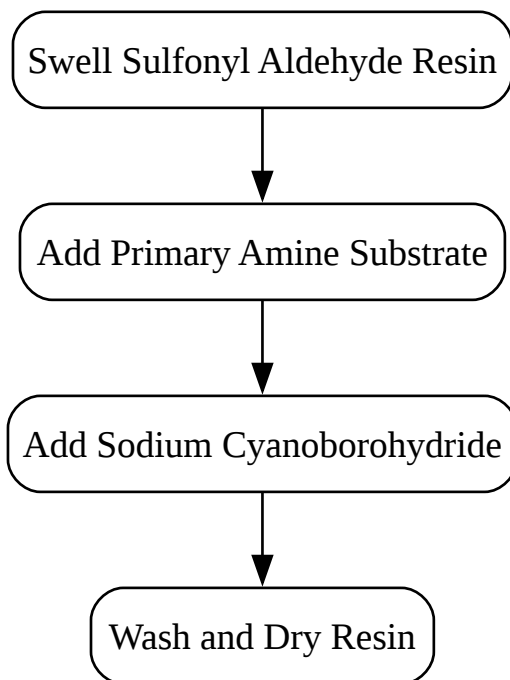 Swell Sulfonyl Aldehyde Resin
Add Primary Amine Substrate
Add Sodium Cyanoborohydride
Wash and Dry Resin